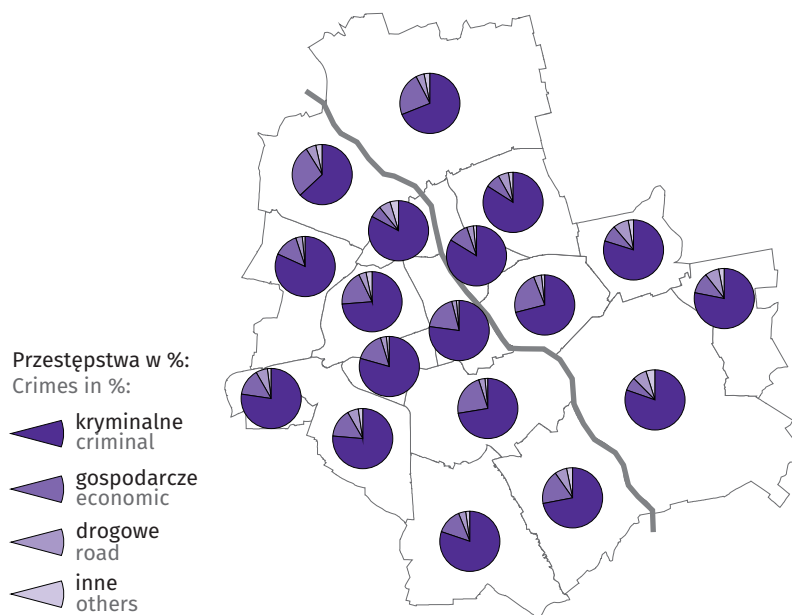 Przestępstwa w %:
Crimes in %:
kryminalne
criminal
gospodarcze
economic
drogowe
road
inne
others